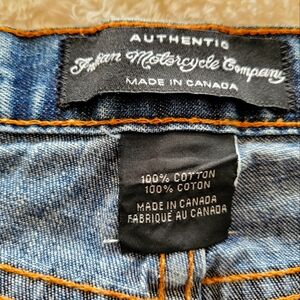 AUTHENTIC
Indian Motorcycle Company
MADE IN CANADA
100% COTTON
100% COTON
MADE IN CANADA
FABRIQUÉ AU CANADA